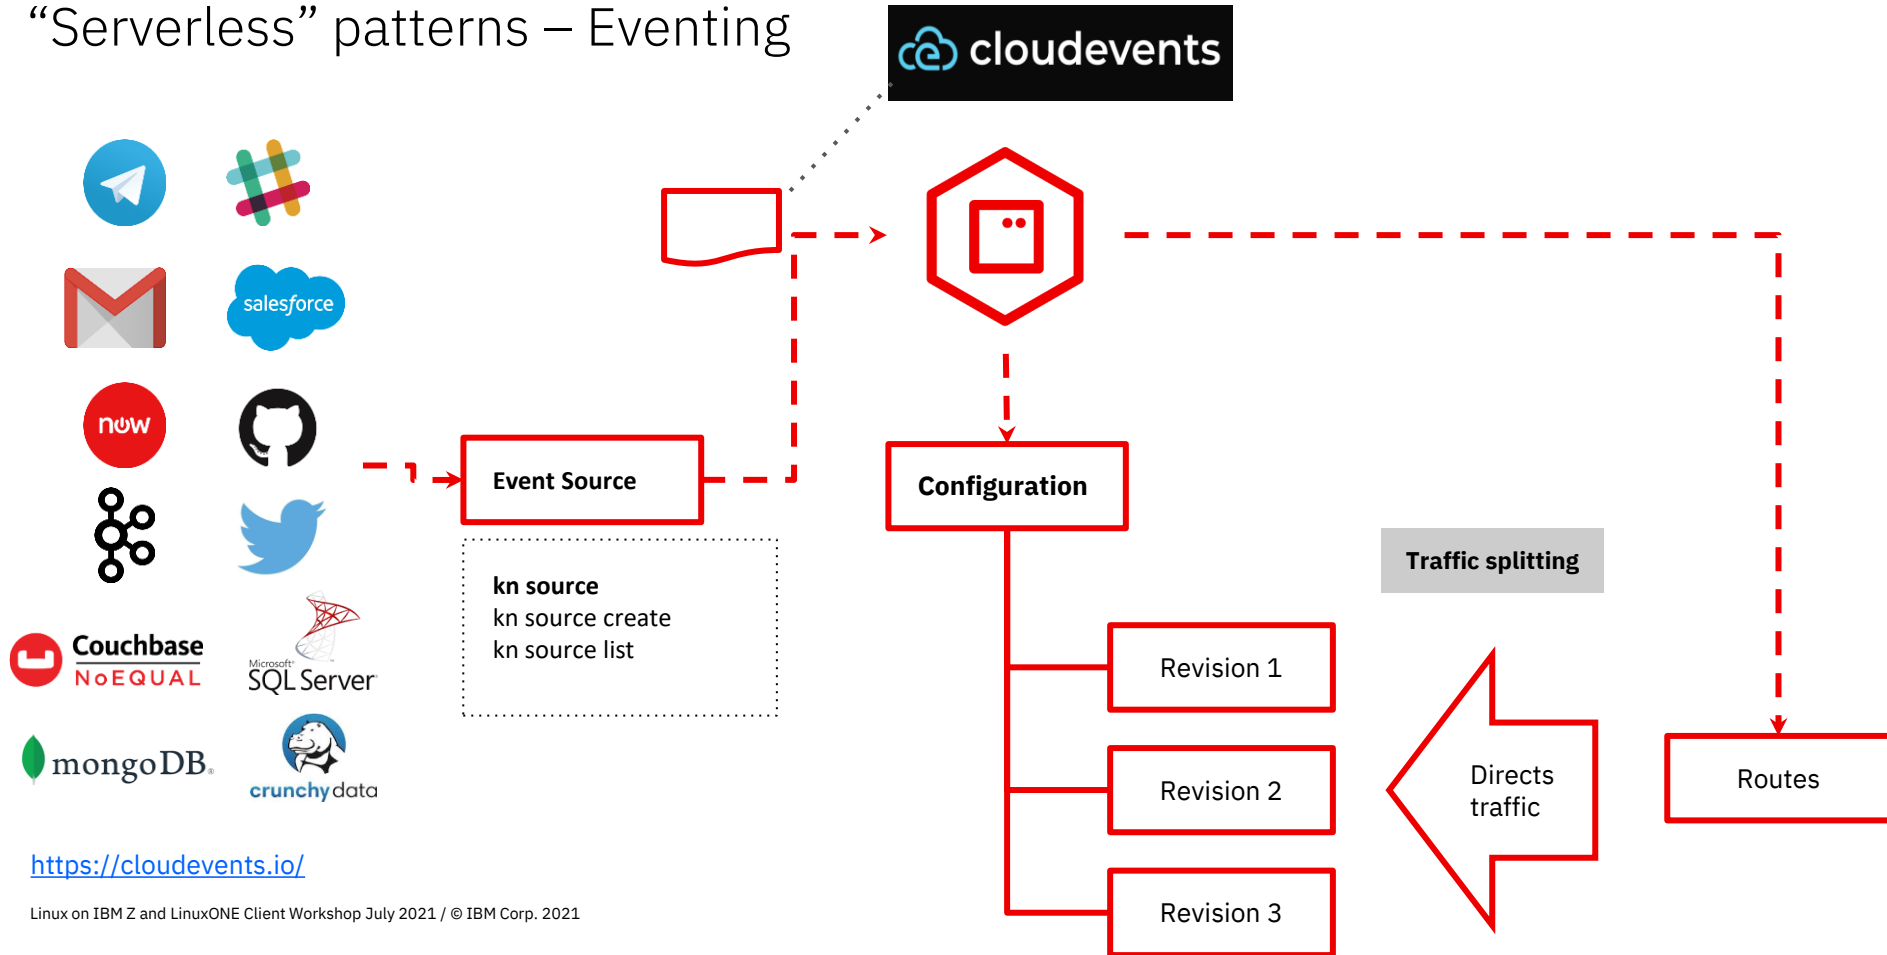 “Serverless” patterns – Eventing
cloudevents
salesforce
now
Event Source
Configuration
kn source
kn source create
kn source list
Traffic splitting
Couchbase
NoEQUAL
Microsoft
SQL Server
Revision 1
mongoDB
crunchydata
Revision 2
Directs
traffic
Routes
Revision 3
https://cloudevents.io/
Linux on IBM Z and LinuxONE Client Workshop July 2021 / © IBM Corp. 2021